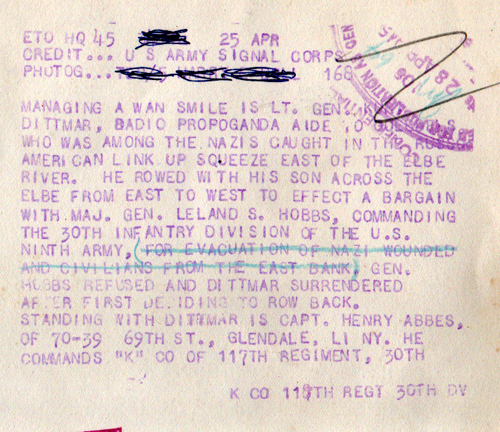 ETO HQ 45 25 APR
CREDIT... U S ARMY SIGNAL CORPS
PHOTOG... 168
MANAGING A WAN SMILE IS LT. GEN.
DITTMAR, BADIO PROPOGANDA AIDE
WHO WAS AMONG THE NAZIS CAUGHT IN THE
AMERICAN LINK UP SQUEEZE EAST OF THE ELBE
RIVER. HE ROWED WITH HIS SON ACROSS THE
ELBE FROM EAST TO WEST TO EFFECT A BARGAIN
WITH MAJ. GEN. LELAND S. HOBBS, COMMANDING
THE 30TH INFANTRY DIVISION OF THE U.S.
NINTH ARMY, (FOR EVACUATION OF NAZI WOUNDED
AND CIVILIANS FROM THE EAST BANK) GEN.
HOBBS REFUSED AND DITTMAR SURRENDERED
AFTER FIRST DECIDING TO ROW BACK.
STANDING WITH DITTMAR IS CAPT. HENRY ABBES,
OF 70-39 69TH ST., GLENDALE, LI NY. HE
COMMANDS "K" CO OF 117TH REGIMENT, 30TH
K CO 117TH REGT 30TH DV
28 APR